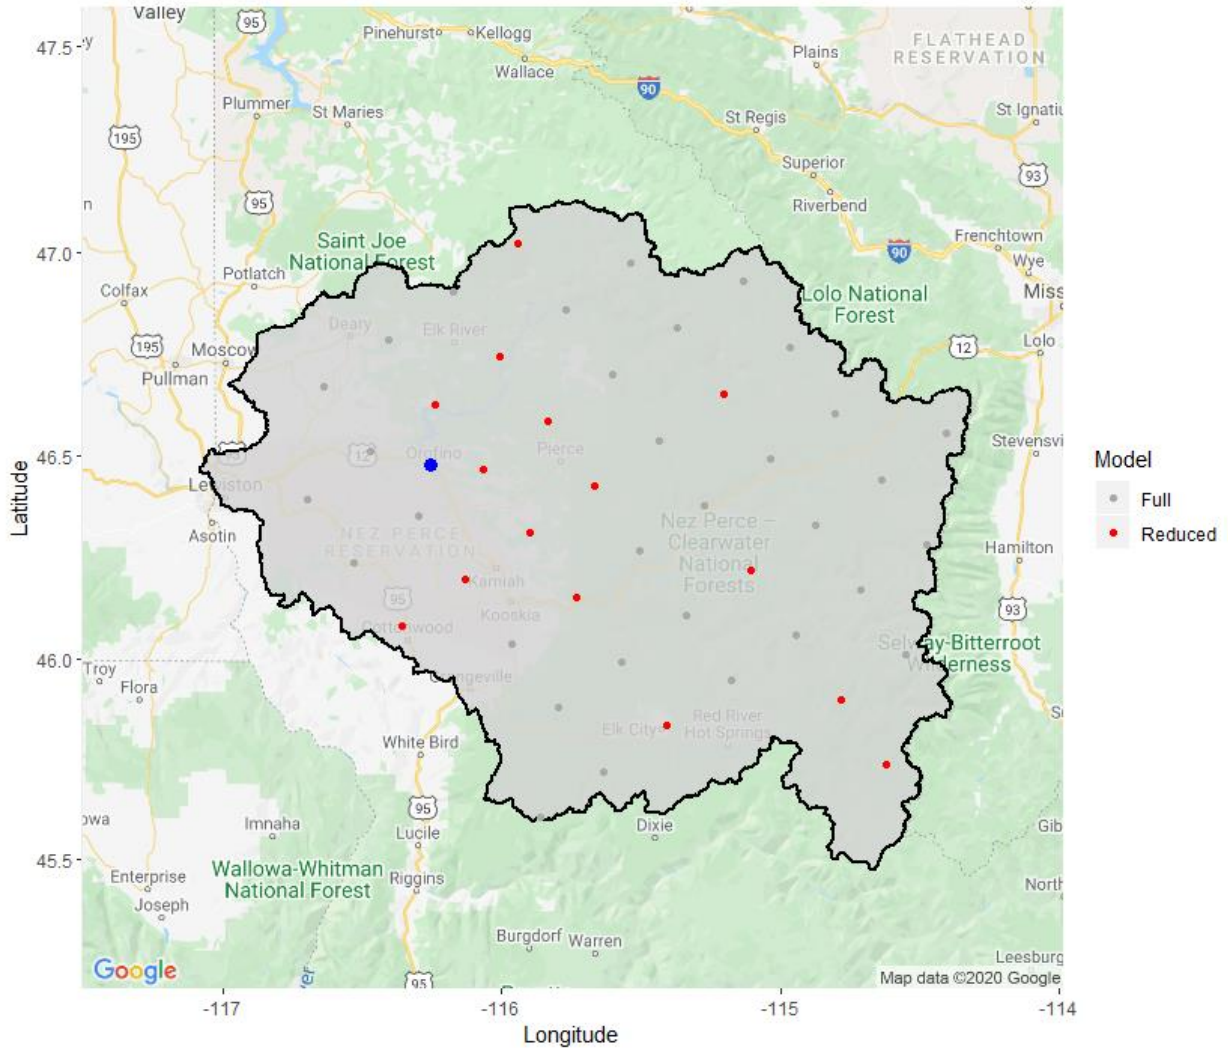 Valley
95
Pinehurst
Kellogg
Wallace
47.5
Plains
FLATHEAD
RESERVATION
90
Plummer
St Maries
St Regis
St Ignatiu
195
Superior
93
95
Riverbend
Saint Joe
National Forest
Frenchtown
90
Wye
47.0
Potlatch
Colfax
Lolo National
Forest
Miss
Deary
Elk River
195
Moscow
12
Lolo
Pullman
Stevensvi
46.5
12
Orofino
Pierce
Lewiston
Asotin
NEZ PERCE
RESERVATION
Nez Perce –
Clearwater
National
Forests
Hamilton
Kamiah
95
Kooskia
93
Cottonwood
Selway-Bitterroot
Wilderness
46.0
Troy
Flora
Grangeville
White Bird
Elk City
Red River
Hot Springs
95
Imnaha
Lucile
Dixie
Gib
45.5
Enterprise
Joseph
Wallowa-Whitman
National Forest
Riggins
North
Burgdorf
Warren
Leesburg
Google
95
Map data ©2020 Google
-117
-116
-115
-114
Longitude
Latitude
Model
Full
Reduced